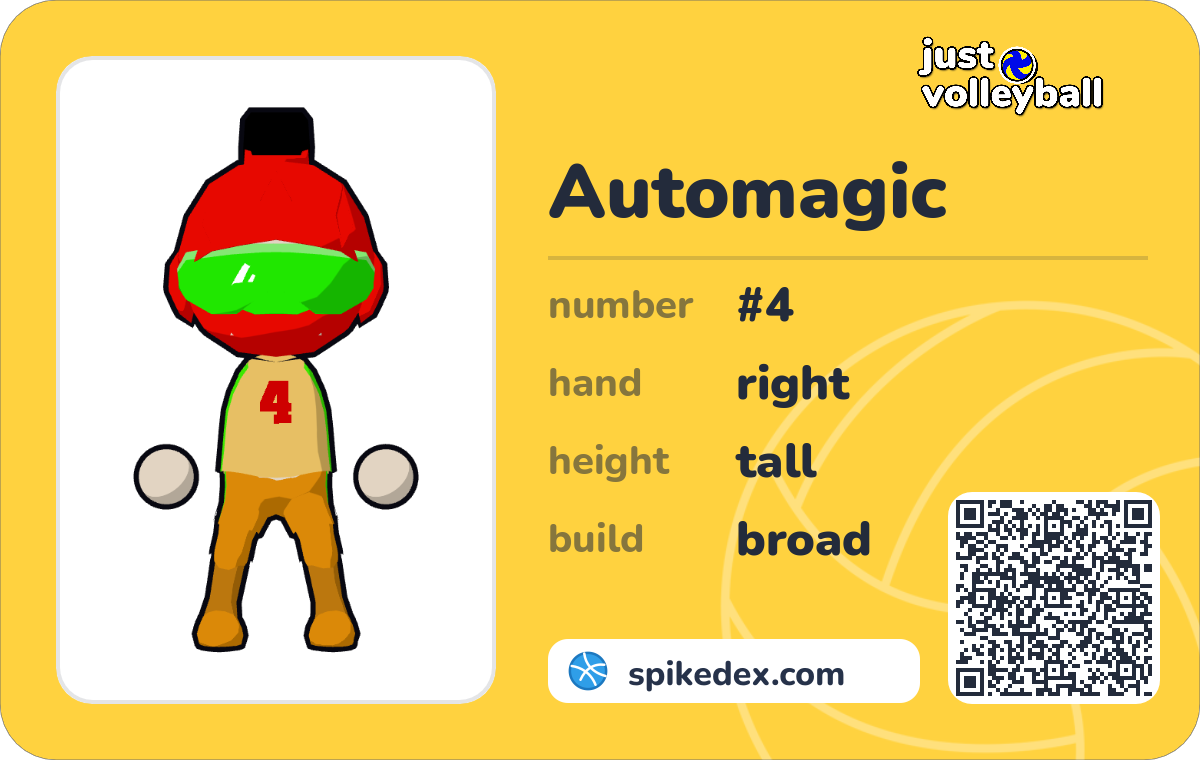 just
volleyball
Automagic
number #4
hand right
height tall
build broad
4
spikedex.com